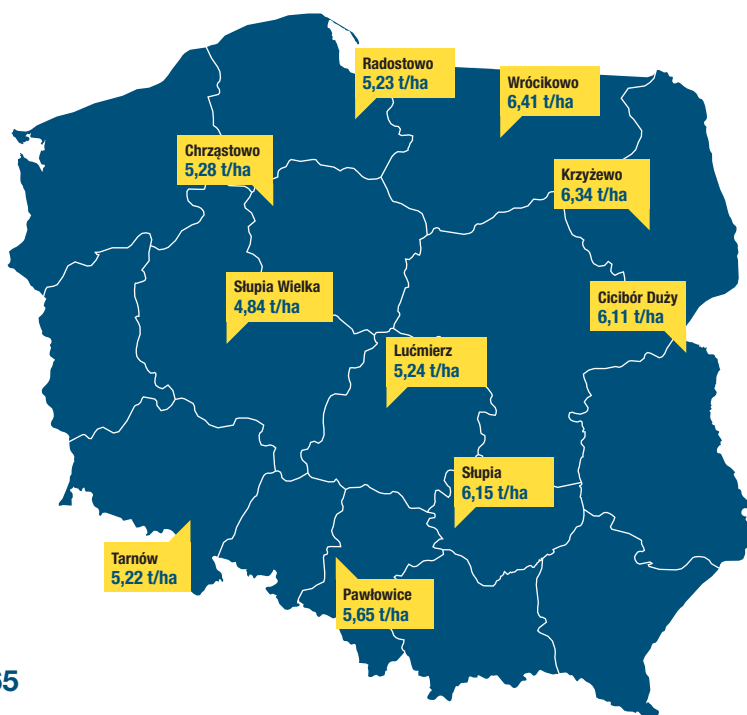 Radostowo
5,23 t/ha
Wrócikowo
6,41 t/ha
Chrząstowo
5,28 t/ha
Krzyżewo
6,34 t/ha
Słupia Wielka
4,84 t/ha
Cicibór Duży
6,11 t/ha
Lućmierz
5,24 t/ha
Słupia
6,15 t/ha
Tarnów
5,22 t/ha
Pawłowice
5,65 t/ha